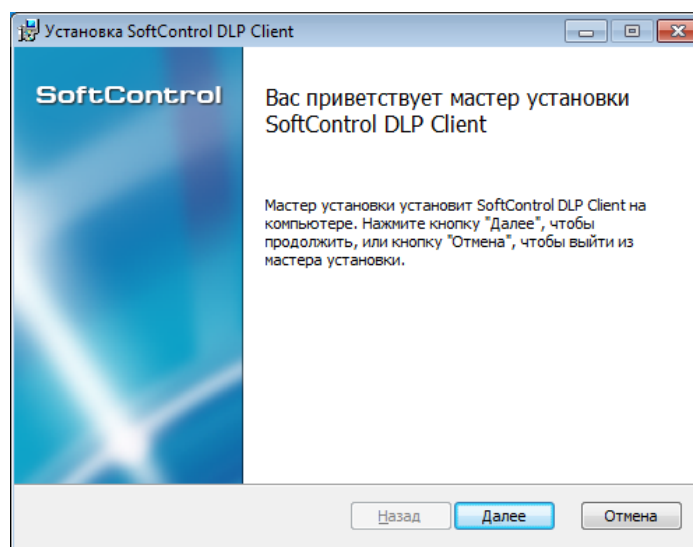 Установка SoftControl DLP Client
SoftControl
Вас приветствует мастер установки
SoftControl DLP Client
Мастер установки установит SoftControl DLP Client на
компьютере. Нажмите кнопку "Далее", чтобы
продолжить, или кнопку "Отмена", чтобы выйти из
мастера установки.
Назад
Далее
Отмена